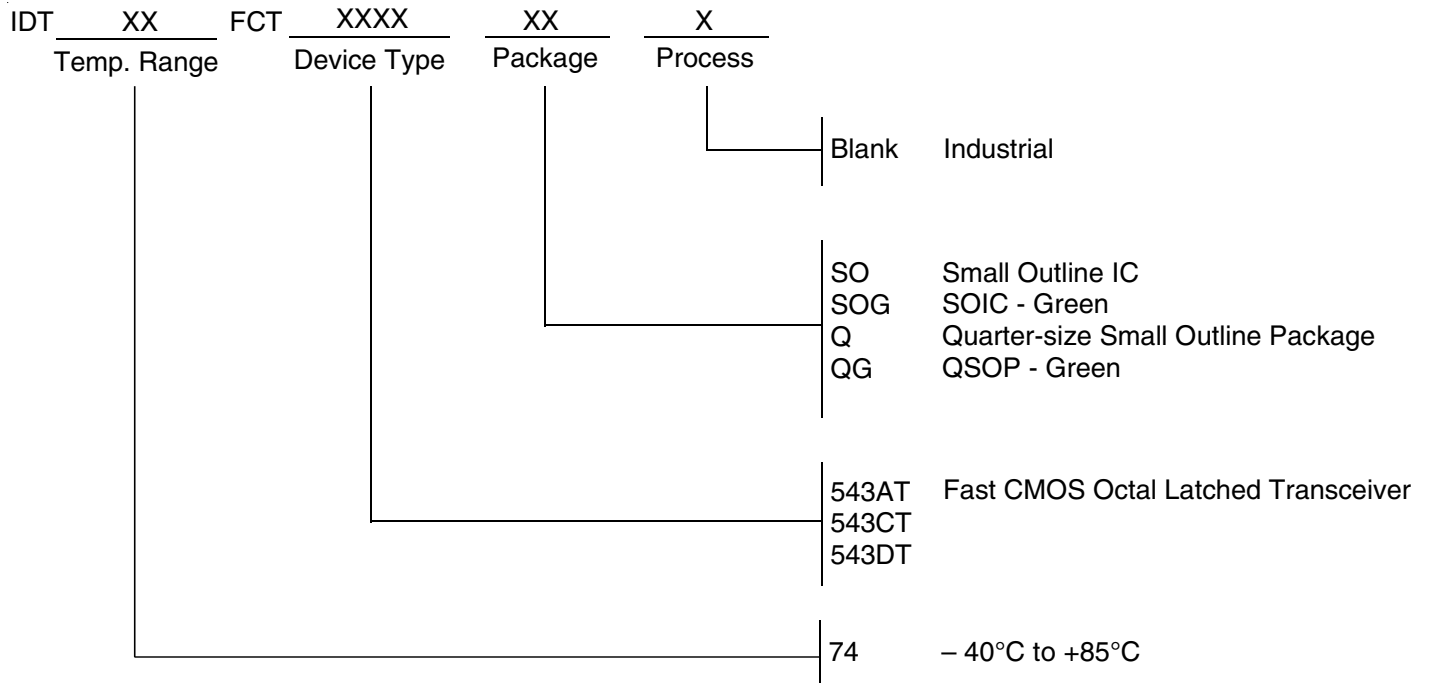 IDT XX FCT XXXX XX X
Temp. Range Device Type Package Process
Blank Industrial
SO Small Outline IC
SOG SOIC - Green
Q Quarter-size Small Outline Package
QG QSOP - Green
543AT Fast CMOS Octal Latched Transceiver
543CT
543DT
74 – 40°C to +85°C